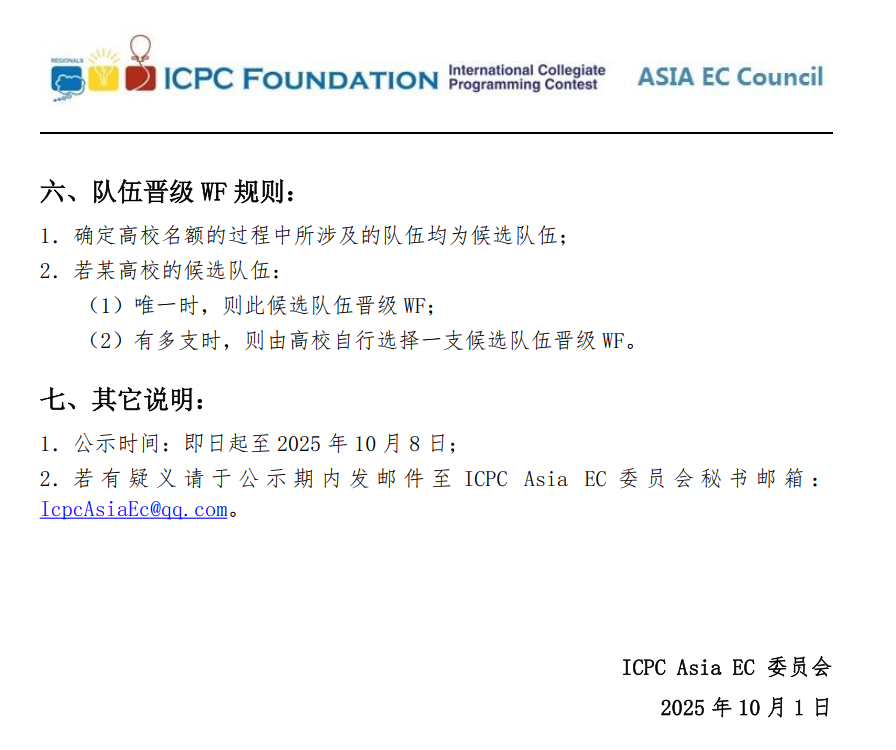 REGIONALS
ICPC FOUNDATION International Collegiate Programming Contest ASIA EC Council
六、队伍晋级 WF 规则：
1．确定高校名额的过程中所涉及的队伍均为候选队伍；
2．若某高校的候选队伍：
（1）唯一时，则此候选队伍晋级 WF；
（2）有多支时，则由高校自行选择一支候选队伍晋级 WF。
七、其它说明：
1．公示时间：即日起至 2025 年 10 月 8 日；
2．若有疑义请于公示期内发邮件至 ICPC Asia EC 委员会秘书邮箱：
IcpcAsiaEc@qq.com。
ICPC Asia EC 委员会
2025 年 10 月 1 日